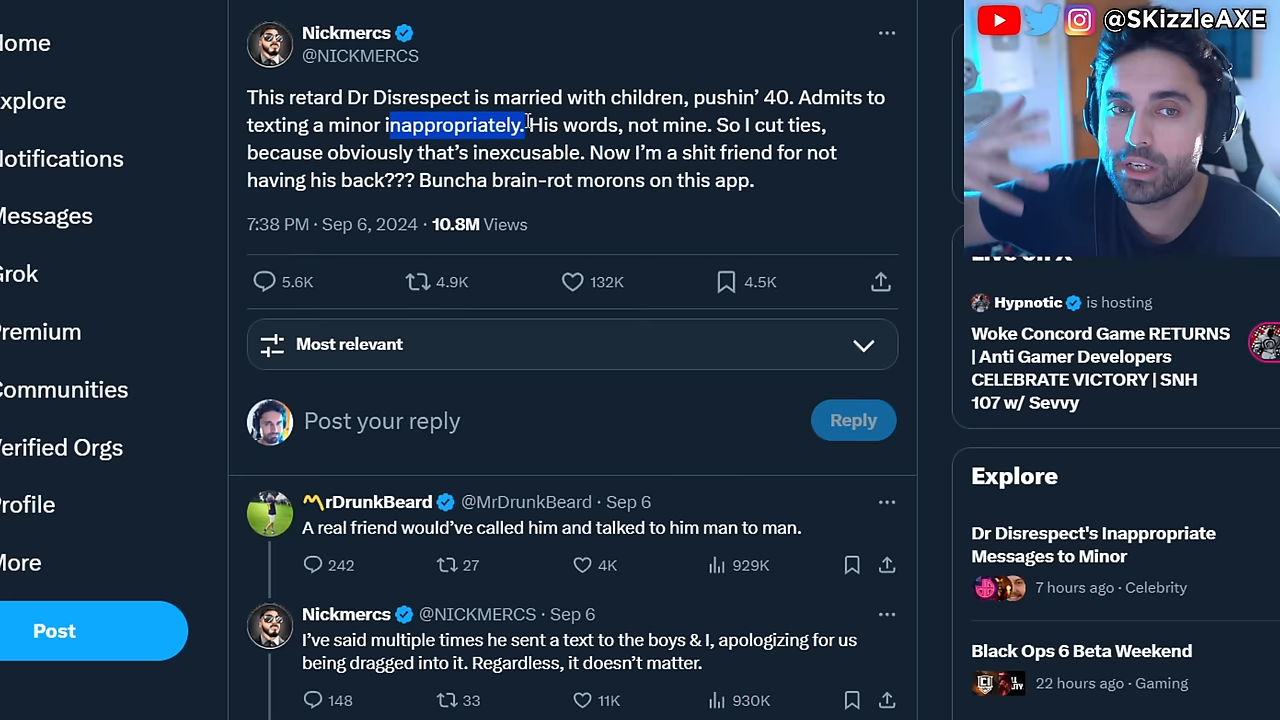 ome
xplore
otifications
essages
rok
remium
ommunities
erified Orgs
rofile
ore
Post
Nickmercs
@NICKMERCS
This retard Dr Disrespect is married with children, pushin' 40. Admits to
texting a minor inappropriately. His words, not mine. So I cut ties,
because obviously that's inexcusable. Now I'm a shit friend for not
having his back??? Buncha brain-rot morons on this app.
7:38 PM · Sep 6, 2024 · 10.8M Views
5.6K 4.9K 132K 4.5K
Most relevant
Post your reply
Reply
rDrunkBeard @MrDrunkBeard · Sep 6
A real friend would've called him and talked to him man to man.
242 27 4K 929K
Nickmercs @NICKMERCS · Sep 6
I've said multiple times he sent a text to the boys & I, apologizing for us
being dragged into it. Regardless, it doesn't matter.
148 33 11K 930K
@SKizzleAXE
Live on X
Hypnotic is hosting
Woke Concord Game RETURNS
| Anti Gamer Developers
CELEBRATE VICTORY | SNH
107 w/ Sevvy
Explore
Dr Disrespect's Inappropriate
Messages to Minor
7 hours ago · Celebrity
Black Ops 6 Beta Weekend
22 hours ago · Gaming